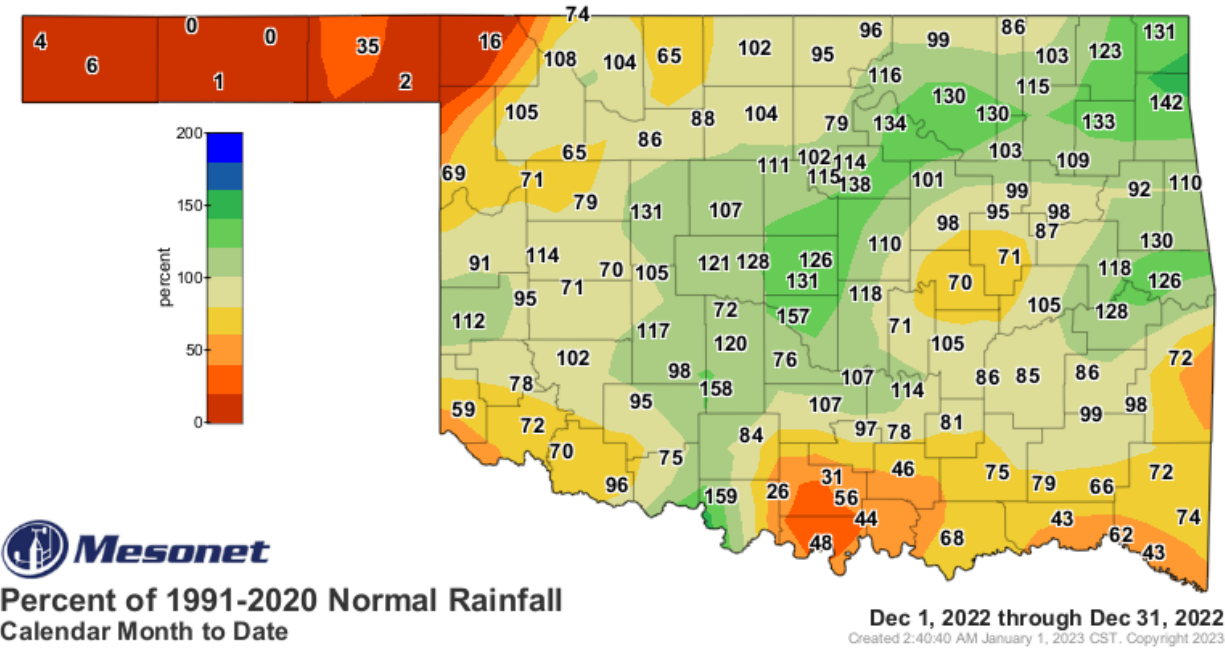 74
0 86 96 131
4 0 35 16 99
6 1 2 108 104 65 102 95 103 123
116 115
105 88 104 130 130 142
79 134 133
86
65 111 102 114 103 109
69 71 115 138 101 99 92 110
79 131 107 98 95 98
87
91 114 110 71 130
70 105 121 128 126 118
71 131 70 126
95 118 105 128
112 72 157 71
117 120 105
102 76 72
98 107 86 85 86
78 158 114
59 95 107 99 98
72 97 78 81
84
70 75 46 75 72
96 31 79 66
159 26 56
44 43 74
48 68 62
43
200
150
100
50
0
percent
Mesonet
Percent of 1991-2020 Normal Rainfall
Calendar Month to Date
Dec 1, 2022 through Dec 31, 2022
Created 2:40:40 AM January 1, 2023 CST. Copyright 2023